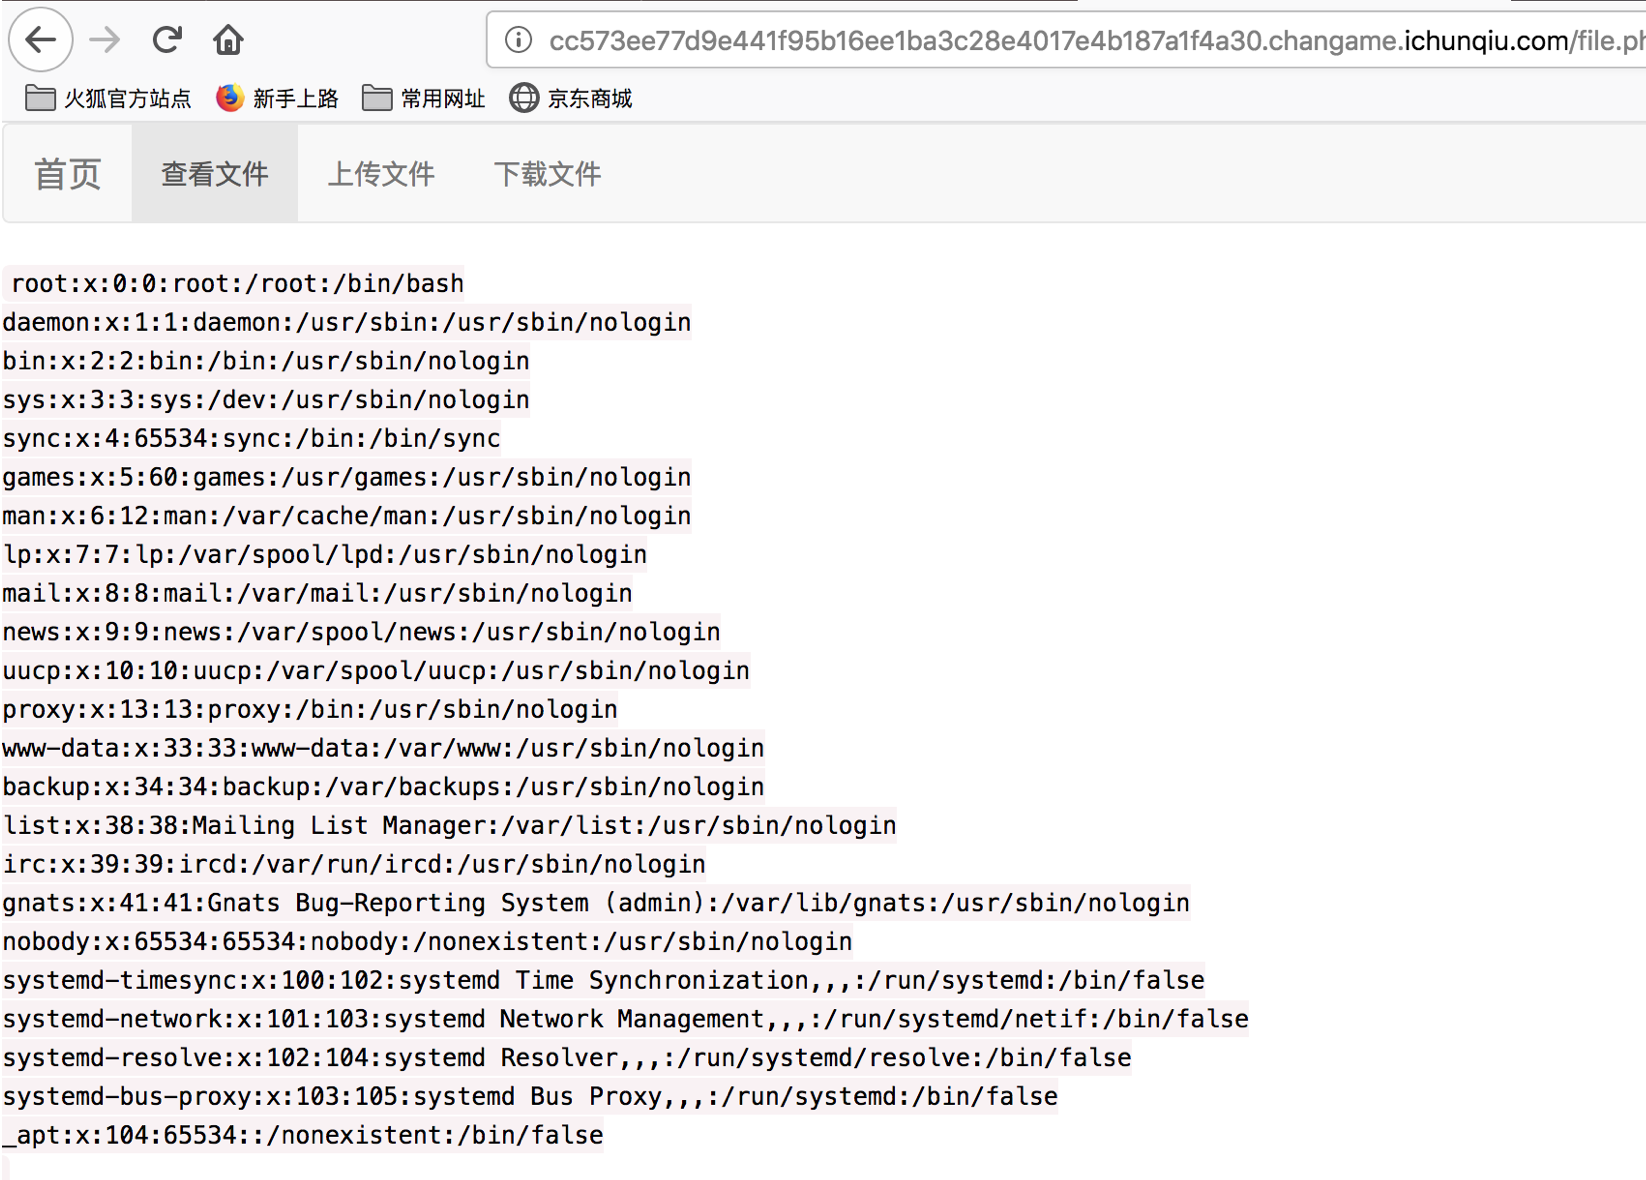 cc573ee77d9e441f95b16ee1ba3c28e4017e4b187a1f4a30.changame.ichunqiu.com/file.ph
火狐官方站点 新手上路 常用网址 京东商城
首页 查看文件 上传文件 下载文件
root:x:0:0:root:/root:/bin/bash
daemon:x:1:1:daemon:/usr/sbin:/usr/sbin/nologin
bin:x:2:2:bin:/bin:/usr/sbin/nologin
sys:x:3:3:sys:/dev:/usr/sbin/nologin
sync:x:4:65534:sync:/bin:/bin/sync
games:x:5:60:games:/usr/games:/usr/sbin/nologin
man:x:6:12:man:/var/cache/man:/usr/sbin/nologin
lp:x:7:7:lp:/var/spool/lpd:/usr/sbin/nologin
mail:x:8:8:mail:/var/mail:/usr/sbin/nologin
news:x:9:9:news:/var/spool/news:/usr/sbin/nologin
uucp:x:10:10:uucp:/var/spool/uucp:/usr/sbin/nologin
proxy:x:13:13:proxy:/bin:/usr/sbin/nologin
www-data:x:33:33:www-data:/var/www:/usr/sbin/nologin
backup:x:34:34:backup:/var/backups:/usr/sbin/nologin
list:x:38:38:Mailing List Manager:/var/list:/usr/sbin/nologin
irc:x:39:39:ircd:/var/run/ircd:/usr/sbin/nologin
gnats:x:41:41:Gnats Bug-Reporting System (admin):/var/lib/gnats:/usr/sbin/nologin
nobody:x:65534:65534:nobody:/nonexistent:/usr/sbin/nologin
systemd-timesync:x:100:102:systemd Time Synchronization,,,:/run/systemd:/bin/false
systemd-network:x:101:103:systemd Network Management,,,:/run/systemd/netif:/bin/false
systemd-resolve:x:102:104:systemd Resolver,,,:/run/systemd/resolve:/bin/false
systemd-bus-proxy:x:103:105:systemd Bus Proxy,,,:/run/systemd:/bin/false
_apt:x:104:65534::/nonexistent:/bin/false